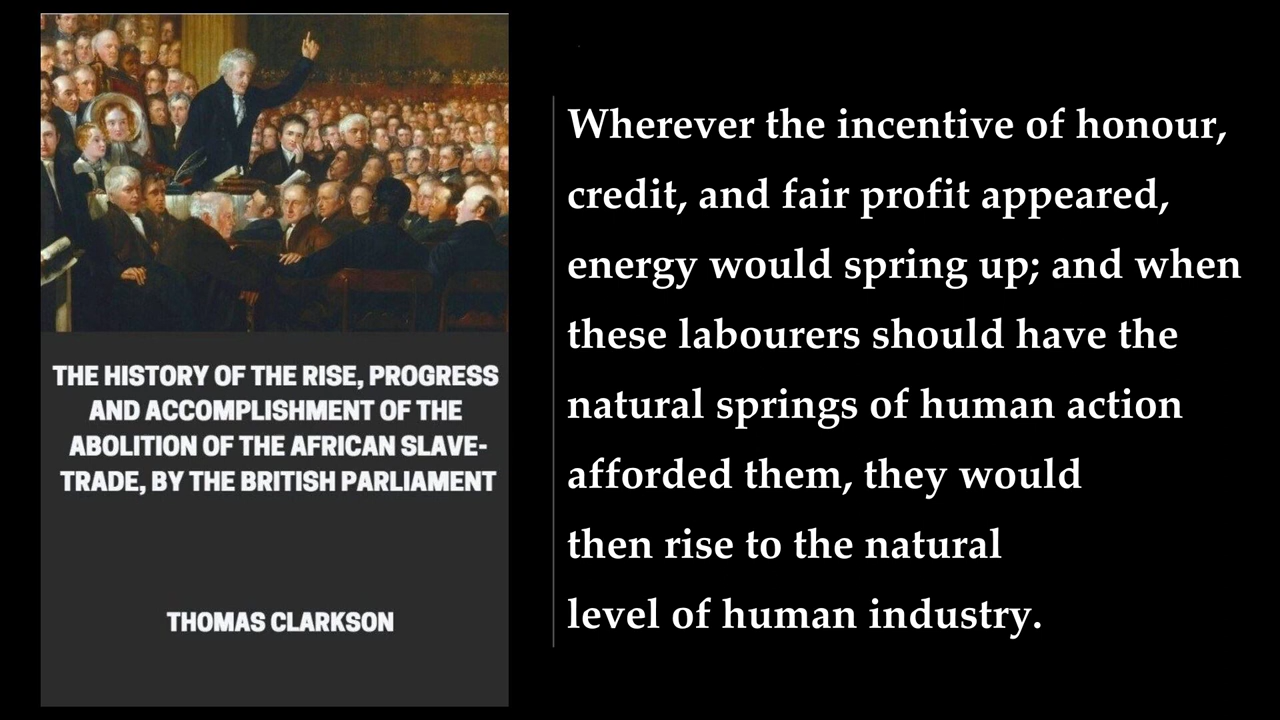 THE HISTORY OF THE RISE, PROGRESS
AND ACCOMPLISHMENT OF THE
ABOLITION OF THE AFRICAN SLAVE-
TRADE, BY THE BRITISH PARLIAMENT
THOMAS CLARKSON
Wherever the incentive of honour,
credit, and fair profit appeared,
energy would spring up; and when
these labourers should have the
natural springs of human action
afforded them, they would
then rise to the natural
level of human industry.